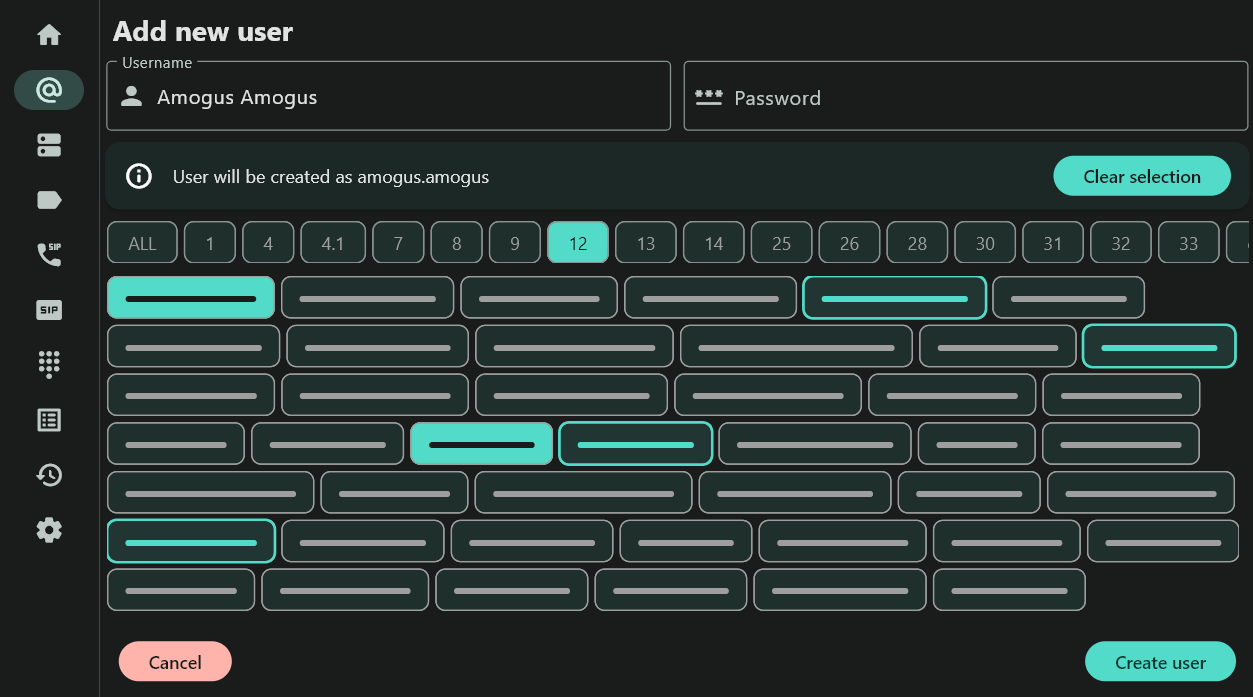 Add new user
Username
Amogus Amogus
*** Password
User will be created as amogus.amogus
Clear selection
ALL 1 4 4.1 7 8 9 12 13 14 25 26 28 30 31 32 33
SIP
SIP
Cancel
Create user